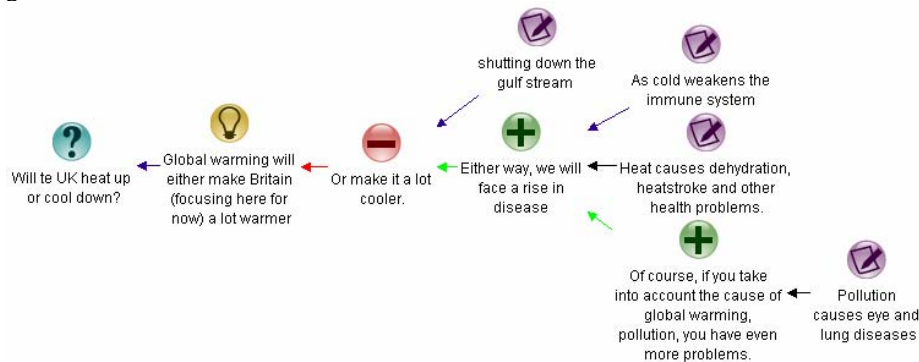 shutting down the
gulf stream
As cold weakens the
immune system
Will te UK heat up
or cool down?
Global warming will
either make Britain
(focusing here for
now) a lot warmer
Or make it a lot
cooler.
Either way, we will
face a rise in
disease
Heat causes dehydration,
heatstroke and other
health problems.
Of course, if you take
into account the cause of
global warming,
pollution, you have even
more problems.
Pollution
causes eye and
lung diseases